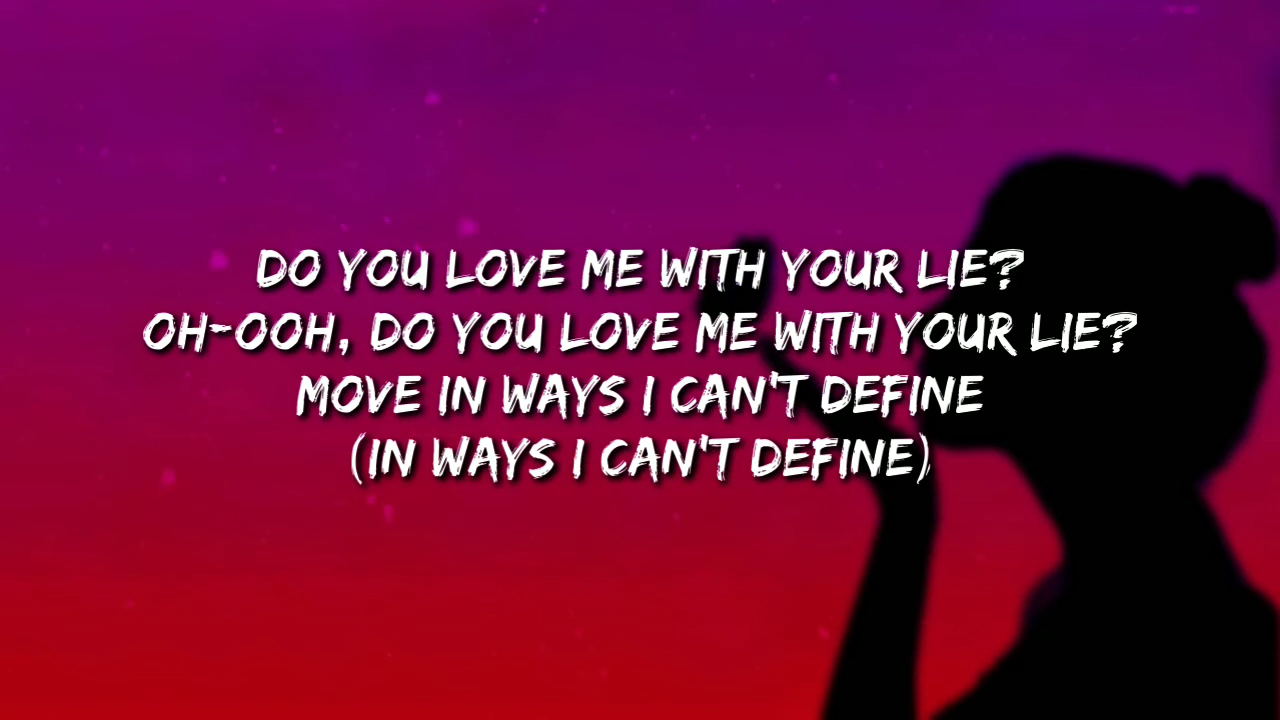 DO YOU LOVE ME WITH YOUR LIE?
OH-OOH, DO YOU LOVE ME WITH YOUR LIE?
MOVE IN WAYS I CAN'T DEFINE
(IN WAYS I CAN'T DEFINE)